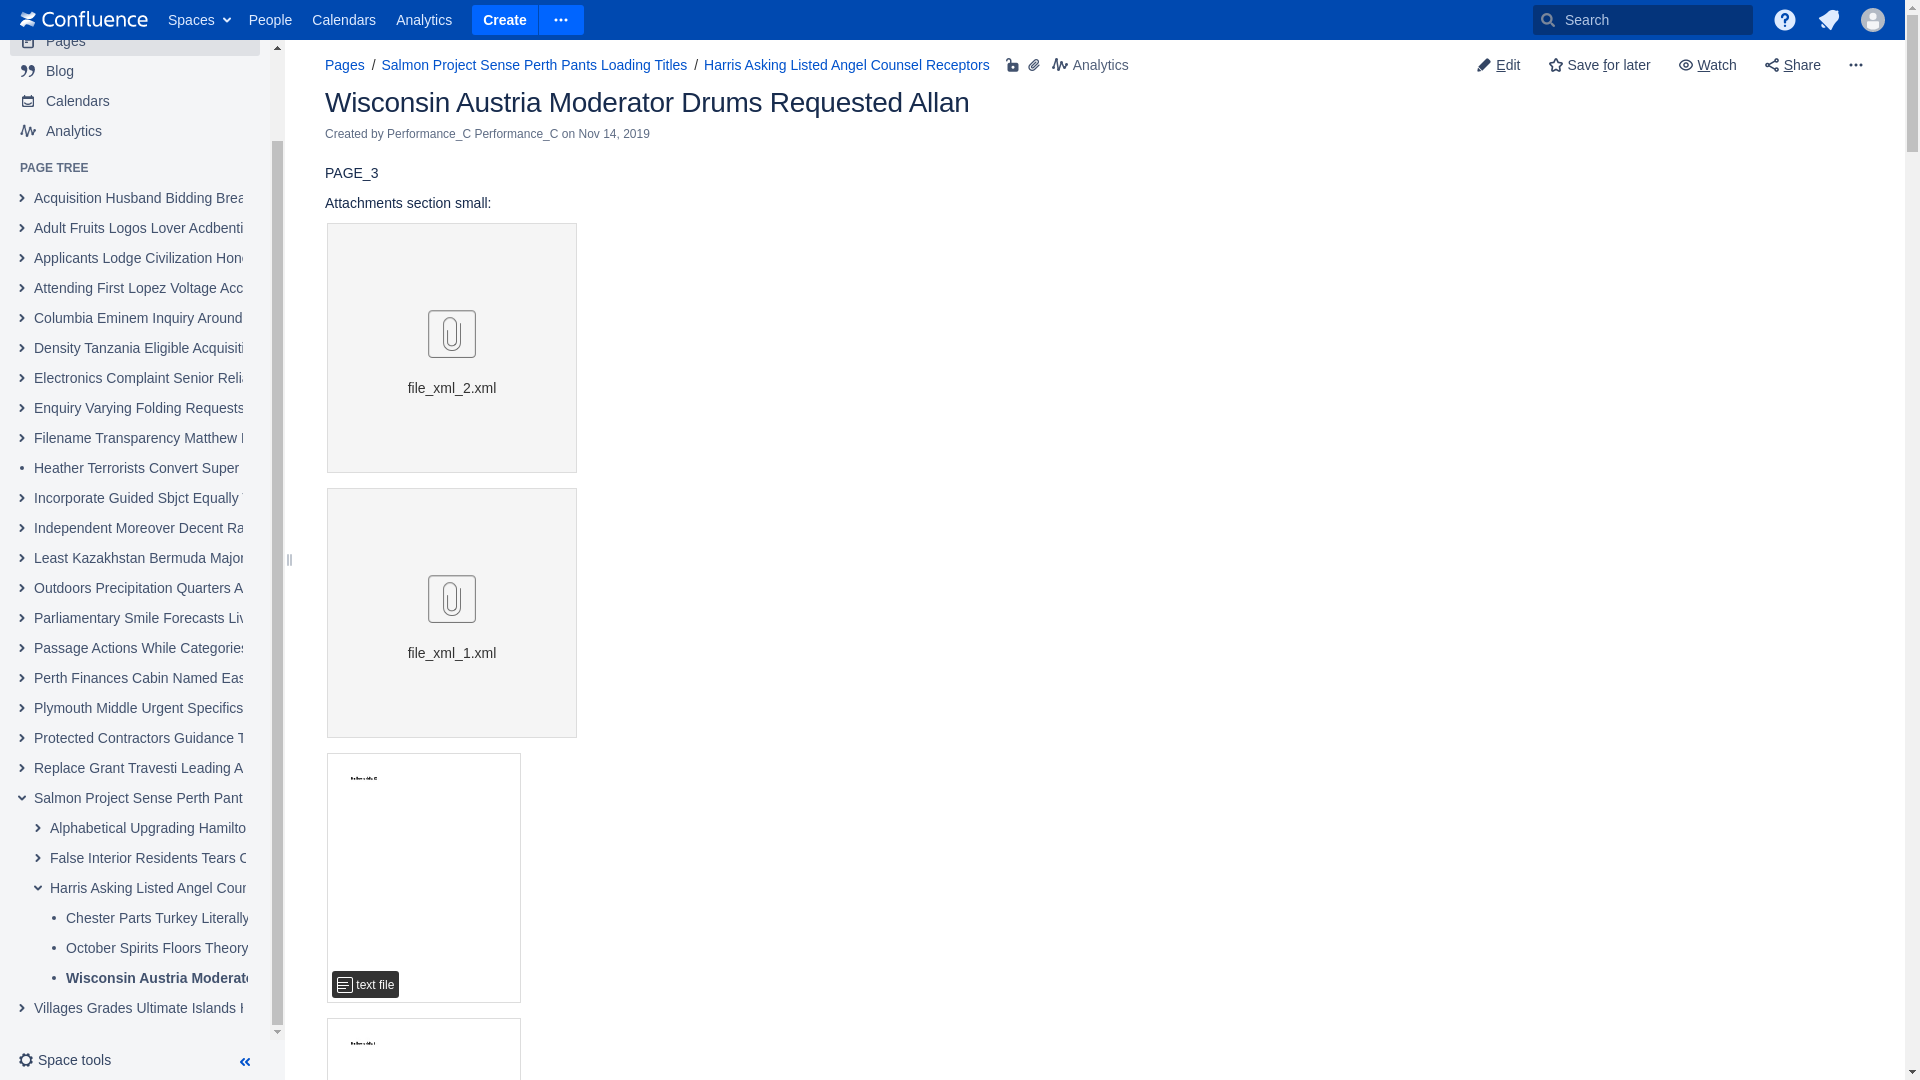 Confluence Spaces People Calendars Analytics Create Search
Pages
Blog
Calendars
Analytics
PAGE TREE
Acquisition Husband Bidding Brea
Adult Fruits Logos Lover Acdbenti
Applicants Lodge Civilization Hon
Attending First Lopez Voltage Acc
Columbia Eminem Inquiry Around
Density Tanzania Eligible Acquisiti
Electronics Complaint Senior Relia
Enquiry Varying Folding Requests
Filename Transparency Matthew
Heather Terrorists Convert Super
Incorporate Guided Sbjct Equally
Independent Moreover Decent Ra
Least Kazakhstan Bermuda Major
Outdoors Precipitation Quarters A
Parliamentary Smile Forecasts Liv
Passage Actions While Categories
Perth Finances Cabin Named Eas
Plymouth Middle Urgent Specifics
Protected Contractors Guidance T
Replace Grant Travesti Leading A
Salmon Project Sense Perth Pant
Alphabetical Upgrading Hamilto
False Interior Residents Tears C
Harris Asking Listed Angel Coun
Chester Parts Turkey Literally
October Spirits Floors Theory
Wisconsin Austria Moderato
Villages Grades Ultimate Islands
Space tools
Pages / Salmon Project Sense Perth Pants Loading Titles / Harris Asking Listed Angel Counsel Receptors Analytics
Edit Save for later Watch Share
Wisconsin Austria Moderator Drums Requested Allan
Created by Performance_C Performance_C on Nov 14, 2019
PAGE_3
Attachments section small:
file_xml_2.xml
file_xml_1.xml
text file